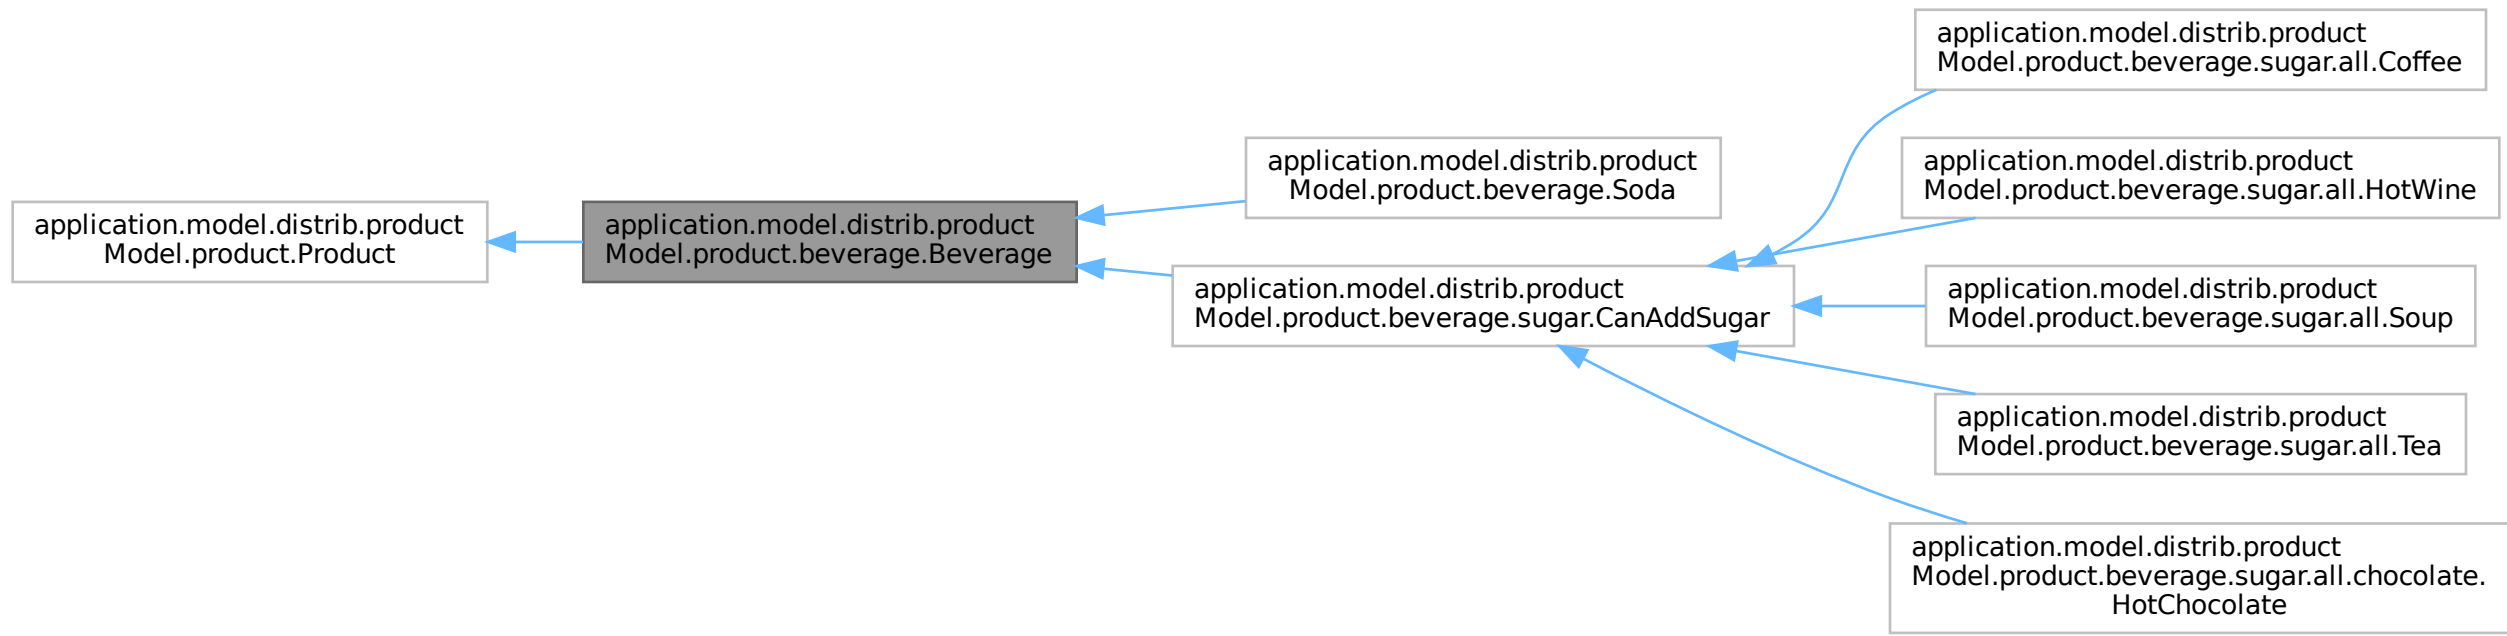 application.model.distrib.product
Model.product.Product
application.model.distrib.product
Model.product.beverage.Beverage
application.model.distrib.product
Model.product.beverage.Soda
application.model.distrib.product
Model.product.beverage.sugar.CanAddSugar
application.model.distrib.product
Model.product.beverage.sugar.all.Coffee
application.model.distrib.product
Model.product.beverage.sugar.all.HotWine
application.model.distrib.product
Model.product.beverage.sugar.all.Soup
application.model.distrib.product
Model.product.beverage.sugar.all.Tea
application.model.distrib.product
Model.product.beverage.sugar.all.chocolate.
HotChocolate